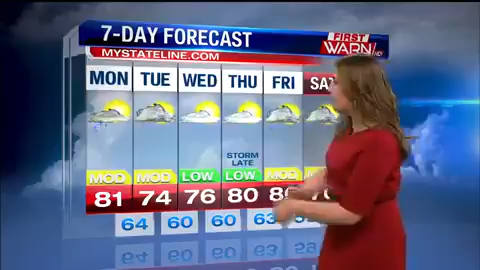 7-DAY FORECAST
FIRST
WARN
MYSTATELINE.COM
MON TUE WED THU FRI SAT
STORM
LATE
MOD MOD LOW LOW MOD
81 74 76 80
64 60 60 63